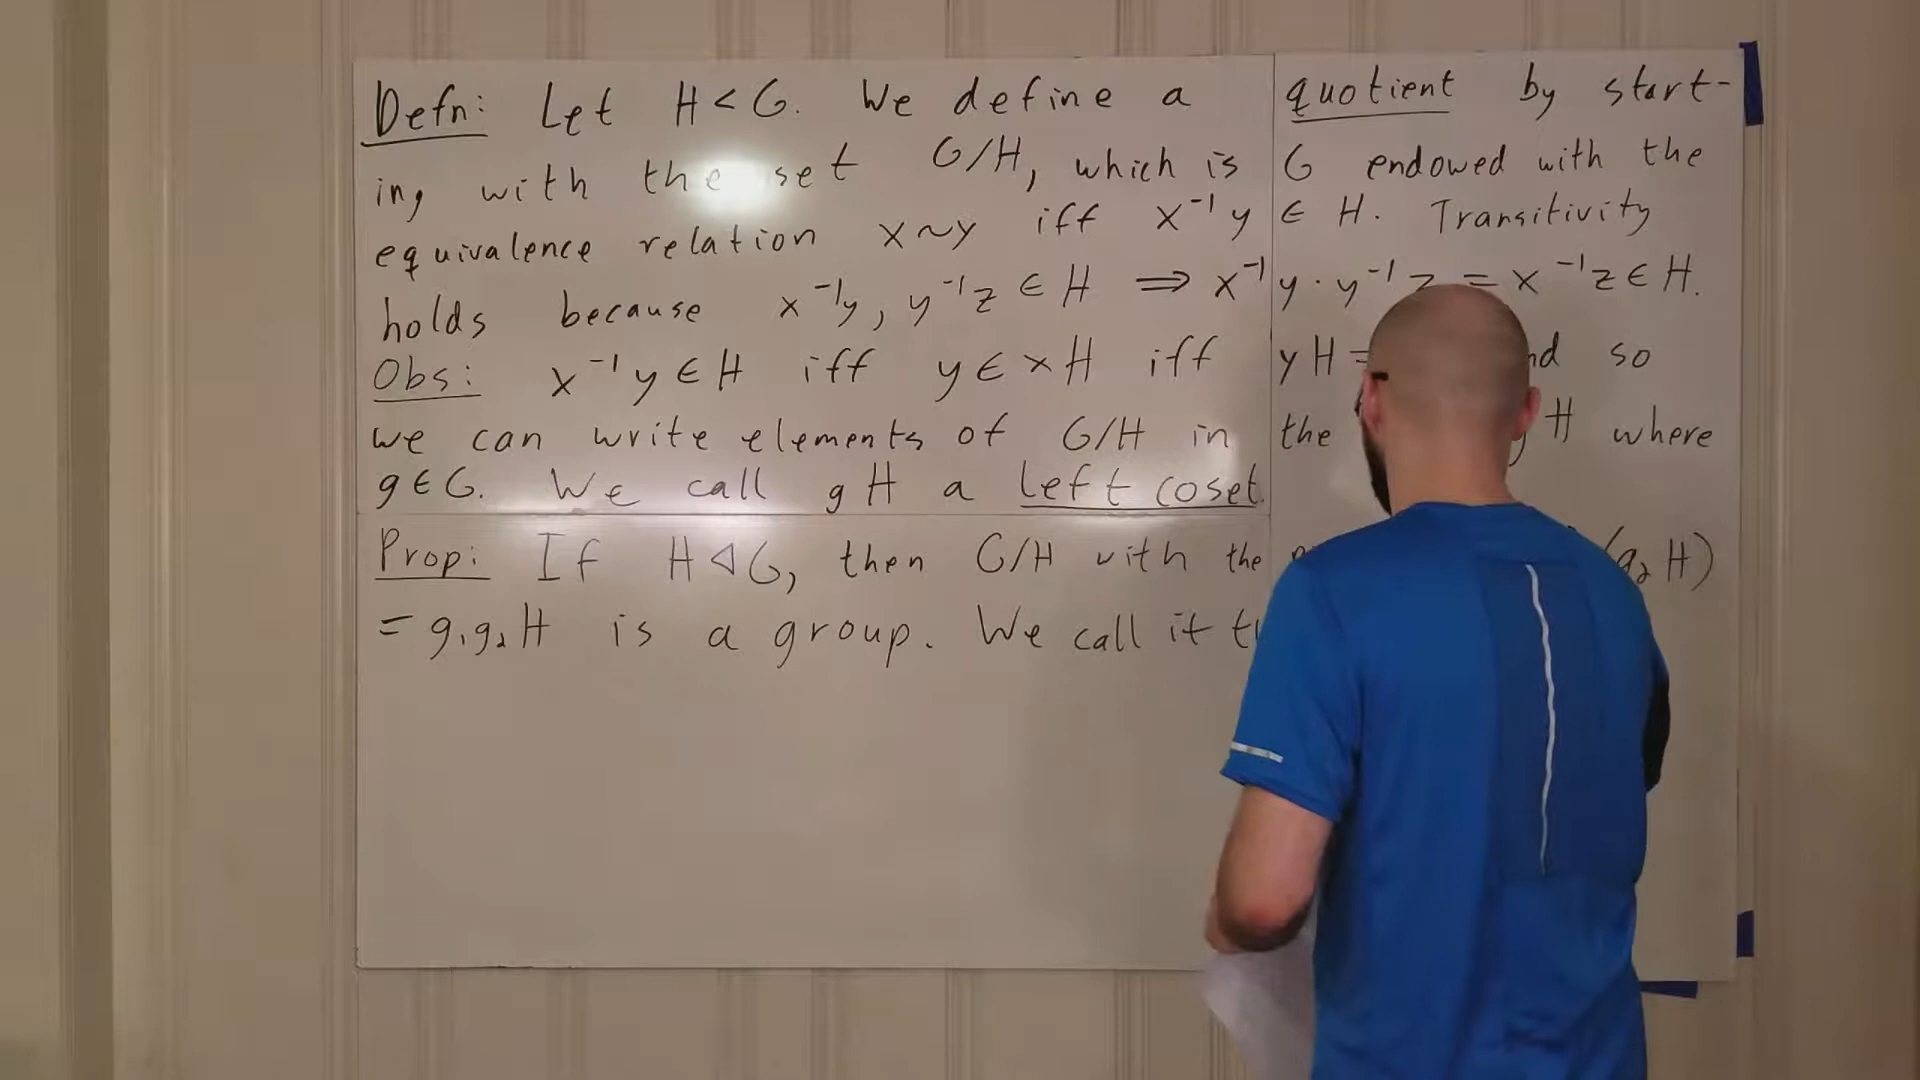 Defn: Let H < G. We define a quotient by start-
ing with the set G/H, which is G endowed with the
equivalence relation x~y iff x⁻¹y ∈ H. Transitivity
holds because x⁻¹y, y⁻¹z ∈ H ⟹ x⁻¹y · y⁻¹z = x⁻¹z ∈ H.
Obs: x⁻¹y ∈ H iff y ∈ xH iff yH = so
we can write elements of G/H in the H where
g ∈ G. We call gH a left coset.
Prop: If H ⊲ G, then G/H with the (g₂H)
= g₁g₂H is a group. We call it